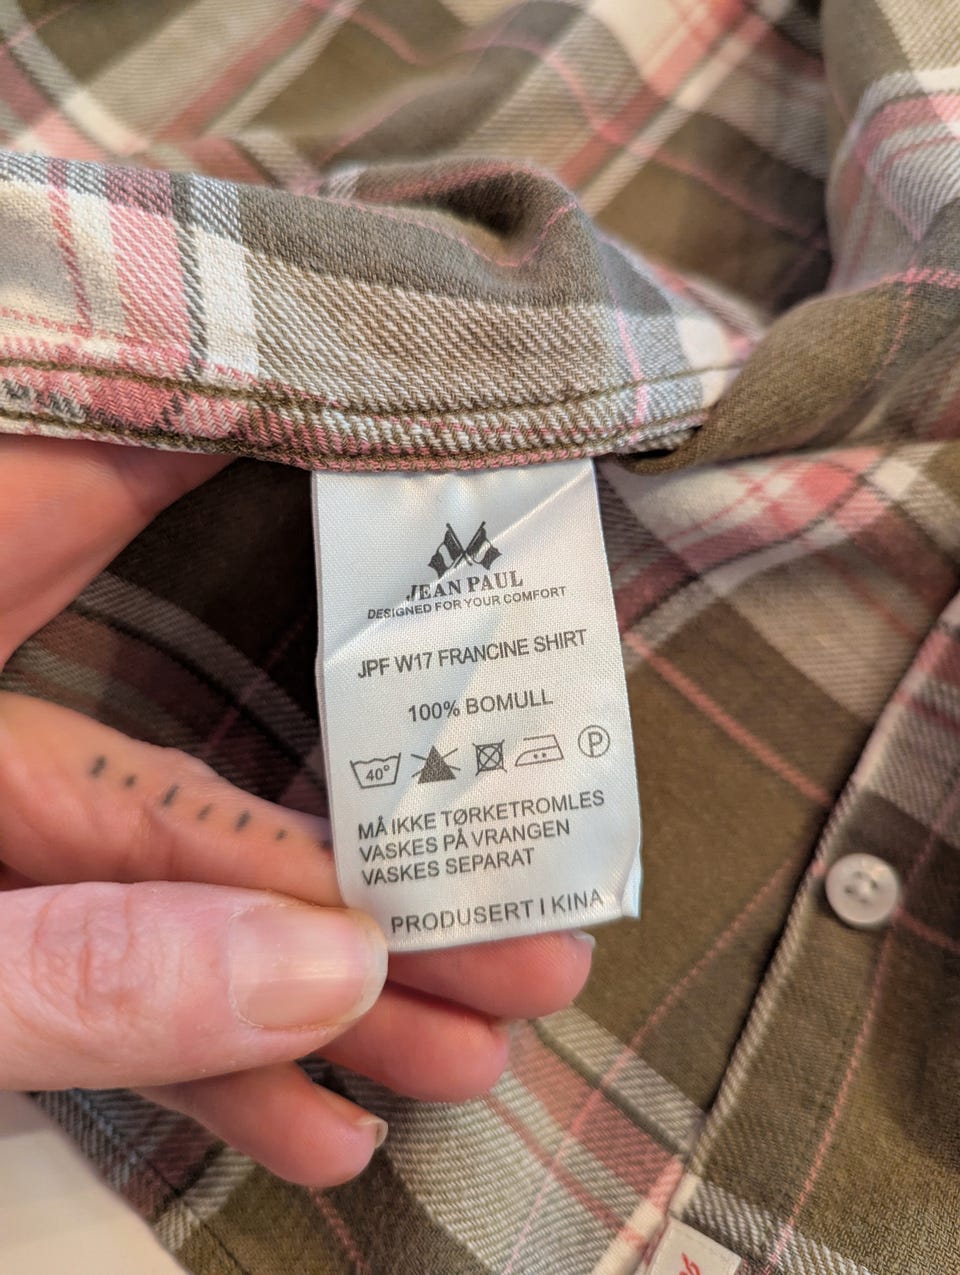 JEAN PAUL
DESIGNED FOR YOUR COMFORT
JPF W17 FRANCINE SHIRT
100% BOMULL
40° P
MÅ IKKE TØRKETROMLES
VASKES PÅ VRANGEN
VASKES SEPARAT
PRODUSERT I KINA